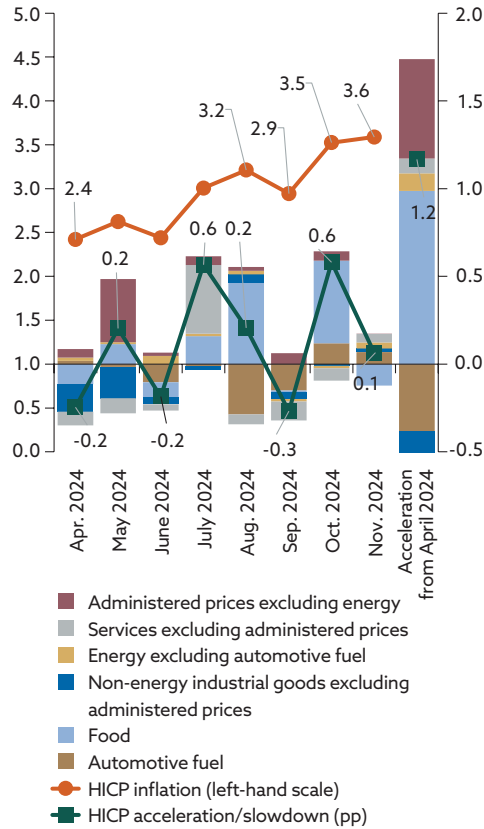 5.0
4.5
4.0
3.5
3.0
2.5
2.0
1.5
1.0
0.5
0.0
2.0
1.5
1.0
0.5
0.0
-0.5
2.4
3.2
2.9
3.5
3.6
0.2
0.6
0.2
0.6
1.2
-0.2
-0.2
-0.3
0.1
Apr. 2024
May 2024
June 2024
July 2024
Aug. 2024
Sep. 2024
Oct. 2024
Nov. 2024
Acceleration
from April 2024
Administered prices excluding energy
Services excluding administered prices
Energy excluding automotive fuel
Non-energy industrial goods excluding
administered prices
Food
Automotive fuel
HICP inflation (left-hand scale)
HICP acceleration/slowdown (pp)